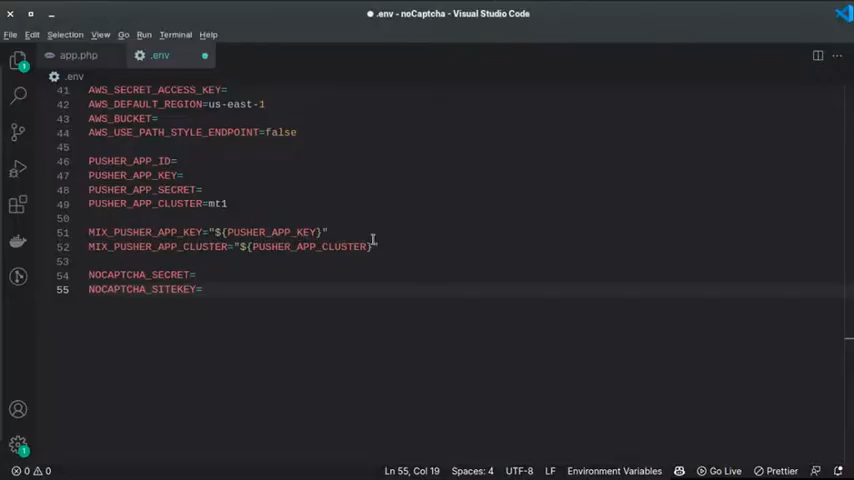 .env - noCaptcha - Visual Studio Code
File Edit Selection View Go Run Terminal Help
app.php .env
.env
41 AWS_SECRET_ACCESS_KEY=
42 AWS_DEFAULT_REGION=us-east-1
43 AWS_BUCKET=
44 AWS_USE_PATH_STYLE_ENDPOINT=false
45
46 PUSHER_APP_ID=
47 PUSHER_APP_KEY=
48 PUSHER_APP_SECRET=
49 PUSHER_APP_CLUSTER=mt1
50
51 MIX_PUSHER_APP_KEY="${PUSHER_APP_KEY}"
52 MIX_PUSHER_APP_CLUSTER="${PUSHER_APP_CLUSTER}"
53
54 NOCAPTCHA_SECRET=
55 NOCAPTCHA_SITEKEY=
1
1
0 0 Ln 55, Col 19 Spaces: 4 UTF-8 LF Environment Variables Go Live Prettier